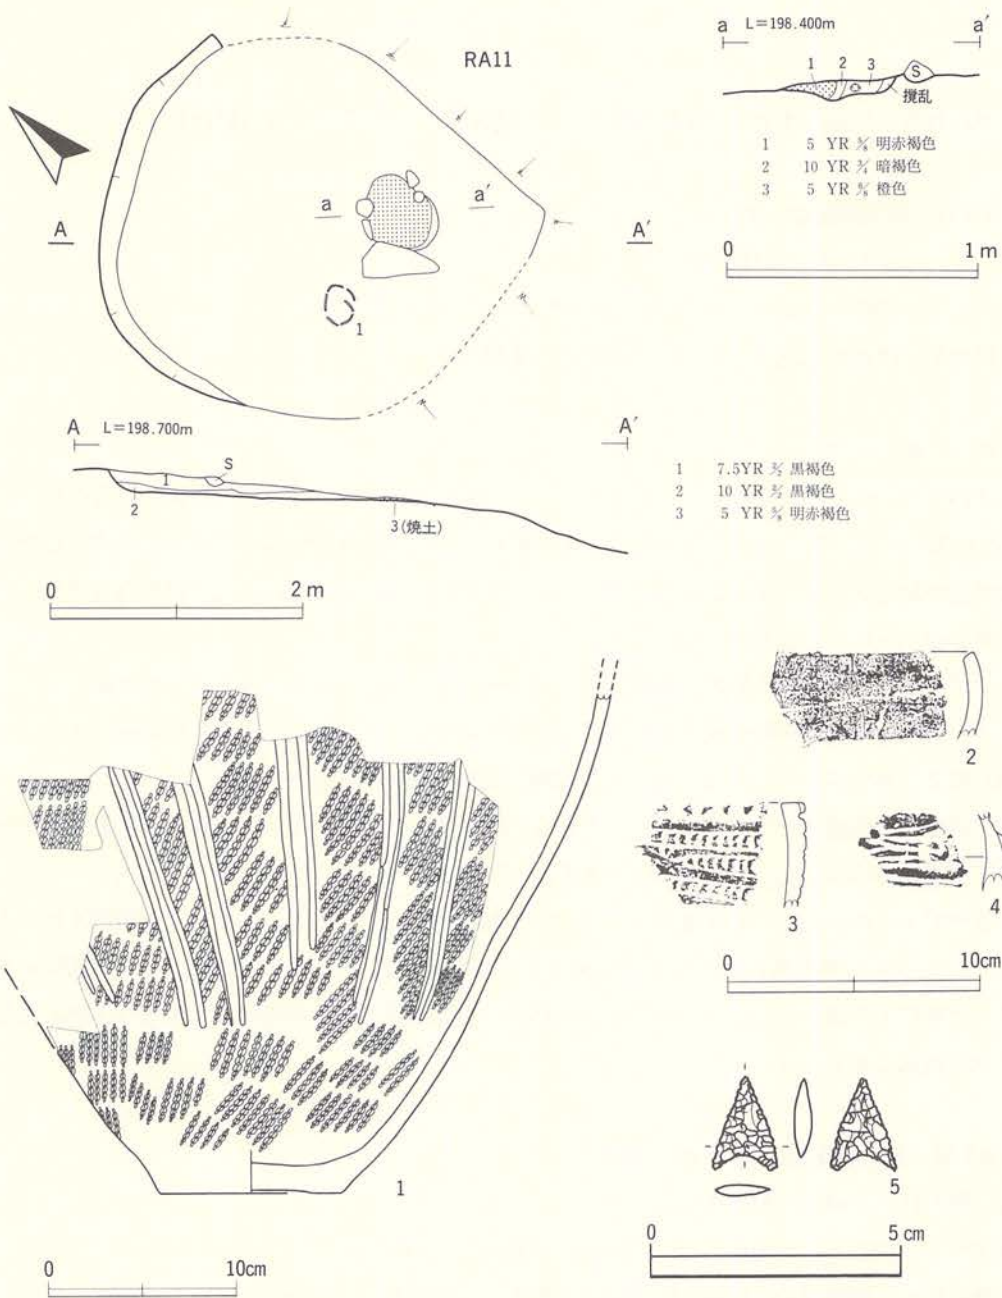 RA11
a L=198.400m a′
1 2 3 S
撹乱
1 5 YR 明赤褐色
2 10 YR 暗褐色
3 5 YR 橙色
0 1 m
a a′
A A′
1
A L=198.700m A′
S
1
2
3(焼土)
1 7.5YR 黒褐色
2 10 YR 黒褐色
3 5 YR 明赤褐色
0 2 m
2
3
4
0 10cm
1
5
0 5 cm
0 10cm